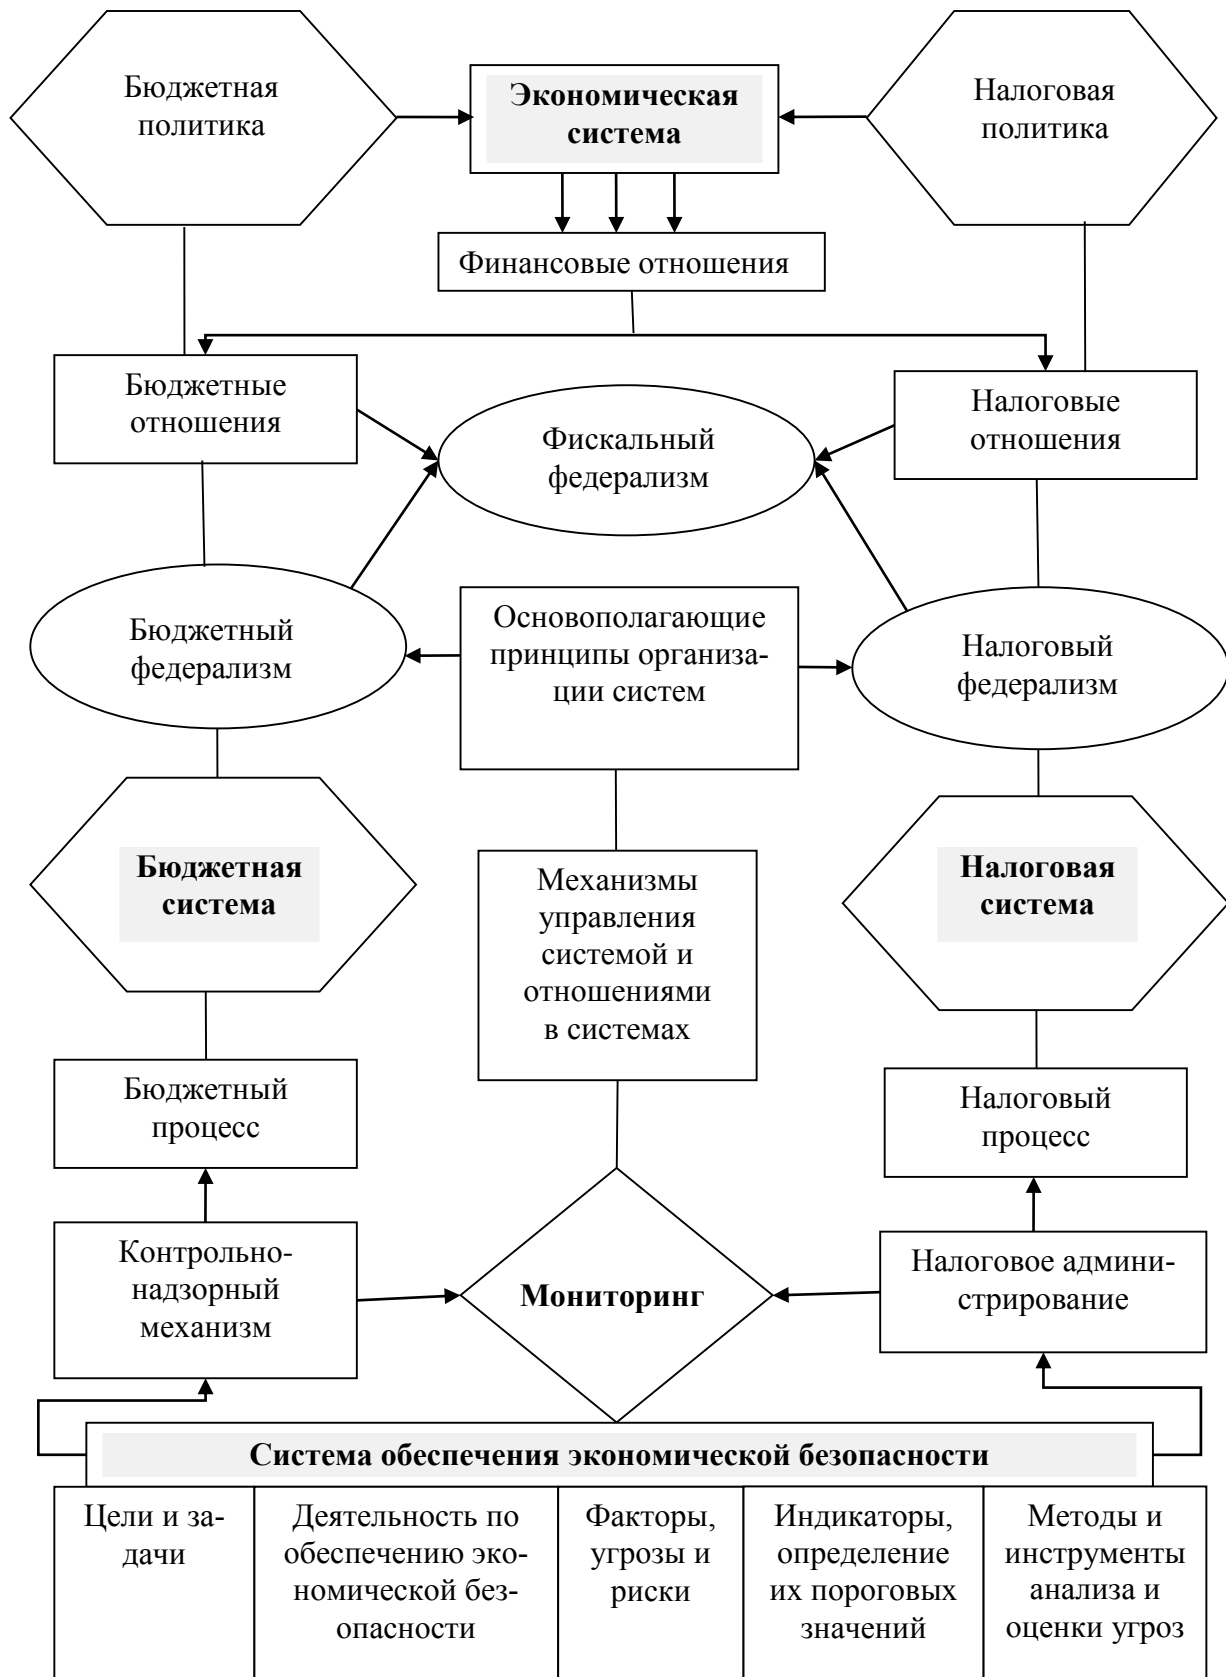 Бюджетная
политика
Экономическая
система
Налоговая
политика
Финансовые отношения
Бюджетные
отношения
Фискальный
федерализм
Налоговые
отношения
Бюджетный
федерализм
Основополагающие
принципы организа-
ции систем
Налоговый
федерализм
Бюджетная
система
Механизмы
управления
системой и
отношениями
в системах
Налоговая
система
Бюджетный
процесс
Налоговый
процесс
Контрольно-
надзорный
механизм
Мониторинг
Налоговое админи-
стрирование
Система обеспечения экономической безопасности
Цели и за-
дачи
Деятельность по
обеспечению эко-
номической без-
опасности
Факторы,
угрозы и
риски
Индикаторы,
определение
их пороговых
значений
Методы и
инструменты
анализа и
оценки угроз